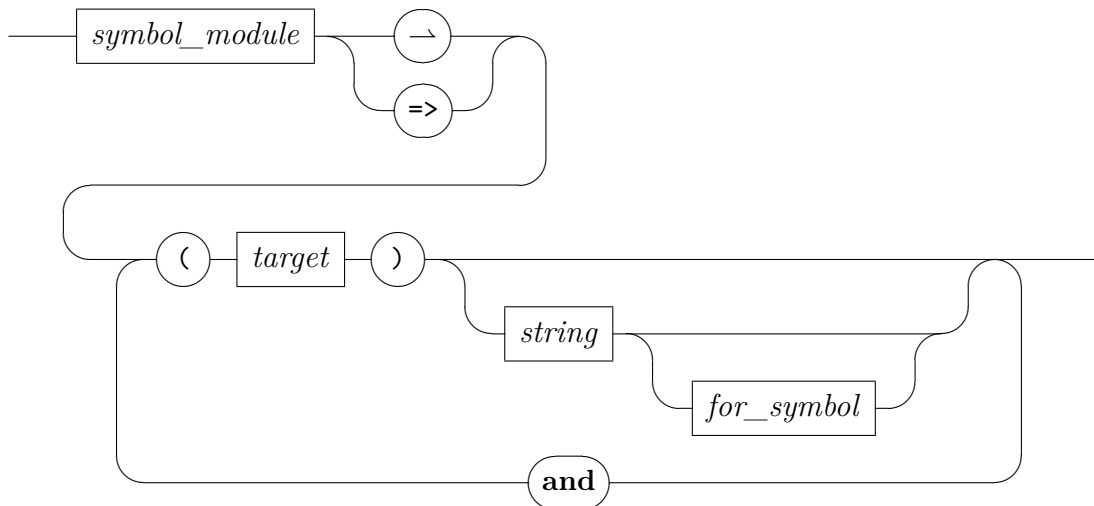 symbol_module ⇀
=>
( target )
string
for_symbol
and